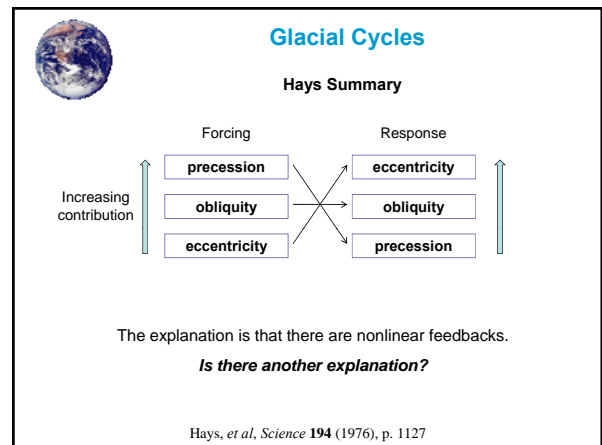 Glacial Cycles
Hays Summary
Forcing Response
precession eccentricity
Increasing
contribution
obliquity obliquity
eccentricity precession
The explanation is that there are nonlinear feedbacks.
Is there another explanation?
Hays, et al, Science 194 (1976), p. 1127